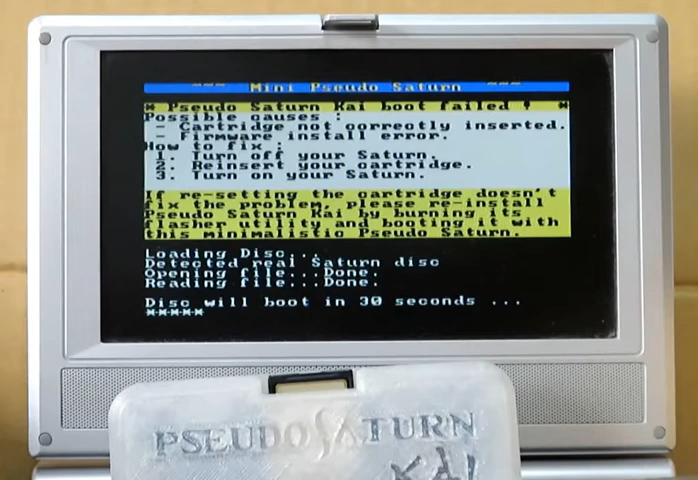 ~~~ Mini Pseudo Saturn ~~~
* Pseudo Saturn Kai boot failed ! *
Possible causes :
- Cartridge not correctly inserted.
- Firmware install error.
How to fix :
1. Turn off your Saturn.
2. Reinsert your cartridge.
3. Turn on your Saturn.
If re-setting the cartridge doesn't
fix the problem, please re-install
Pseudo Saturn Kai by burning its
flasher utility and booting it with
this minimalistic Pseudo Saturn.
Loading Disc...
Detected real Saturn disc
Opening file...Done.
Reading file...Done.
Disc will boot in 30 seconds ...
*****
PSEUDO SATURN
KAI